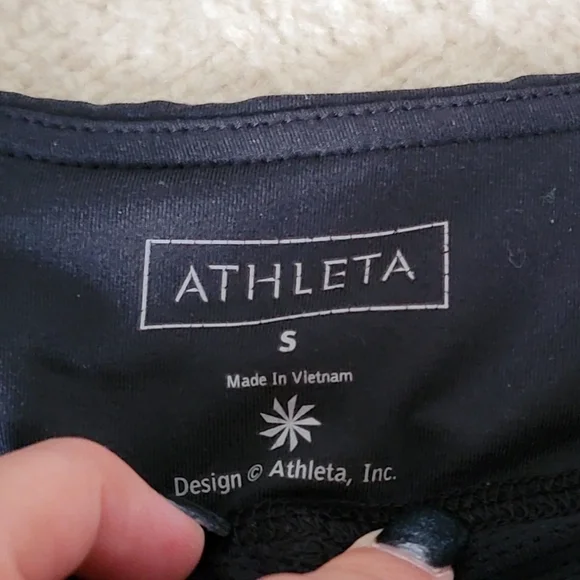 ATHLETA
S
Made In Vietnam
Design © Athleta, Inc.